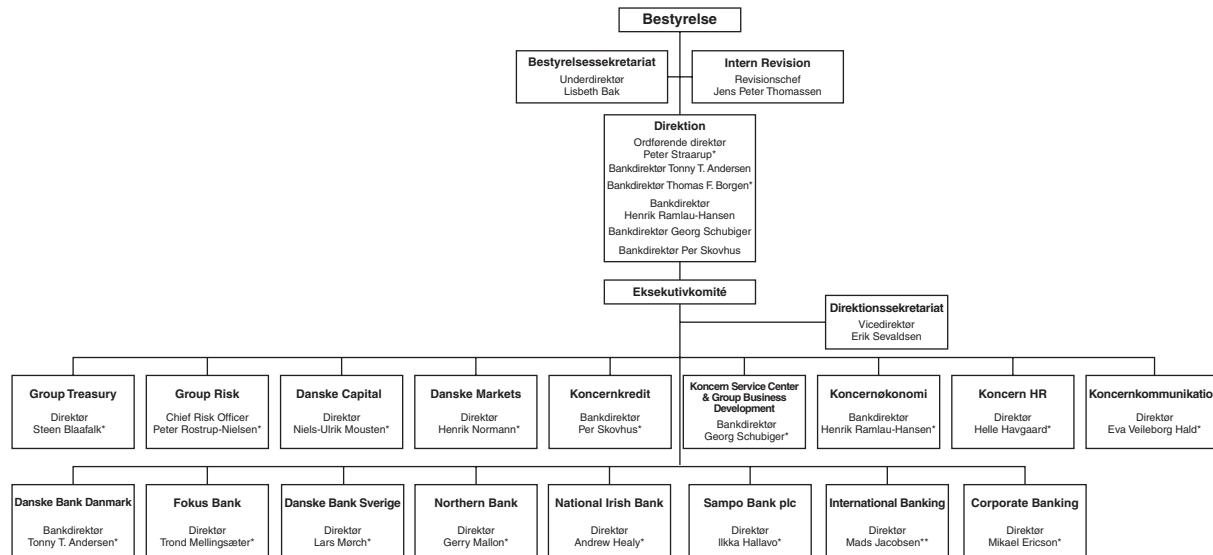 Bestyrelse
Bestyrelsessekretariat
Underdirektør
Lisbeth Bak
Intern Revision
Revisionschef
Jens Peter Thomassen
Direktion
Ordførende direktør
Peter Straarup*
Bankdirektør Tonny T. Andersen
Bankdirektør Thomas F. Borgen*
Bankdirektør
Henrik Ramlau-Hansen
Bankdirektør Georg Schubiger
Bankdirektør Per Skovhus
Eksekutivkomité
Direktionssekretariat
Vicedirektør
Erik Sevaldsen
Group Treasury
Direktør
Steen Blaafalk*
Group Risk
Chief Risk Officer
Peter Rostrup-Nielsen*
Danske Capital
Direktør
Niels-Ulrik Mousten*
Danske Markets
Direktør
Henrik Normann*
Koncernkredit
Bankdirektør
Per Skovhus*
Koncern Service Center
& Group Business
Development
Bankdirektør
Georg Schubiger*
Koncernøkonomi
Bankdirektør
Henrik Ramlau-Hansen*
Koncern HR
Direktør
Helle Havgaard*
Koncernkommunikatio
Direktør
Eva Veileborg Hald*
Danske Bank Danmark
Bankdirektør
Tonny T. Andersen*
Fokus Bank
Direktør
Trond Mellingsæter*
Danske Bank Sverige
Direktør
Lars Mørch*
Northern Bank
Direktør
Gerry Mallon*
National Irish Bank
Direktør
Andrew Healy*
Sampo Bank plc
Direktør
Ilkka Hallavo*
International Banking
Direktør
Mads Jacobsen**
Corporate Banking
Direktør
Mikael Ericson*